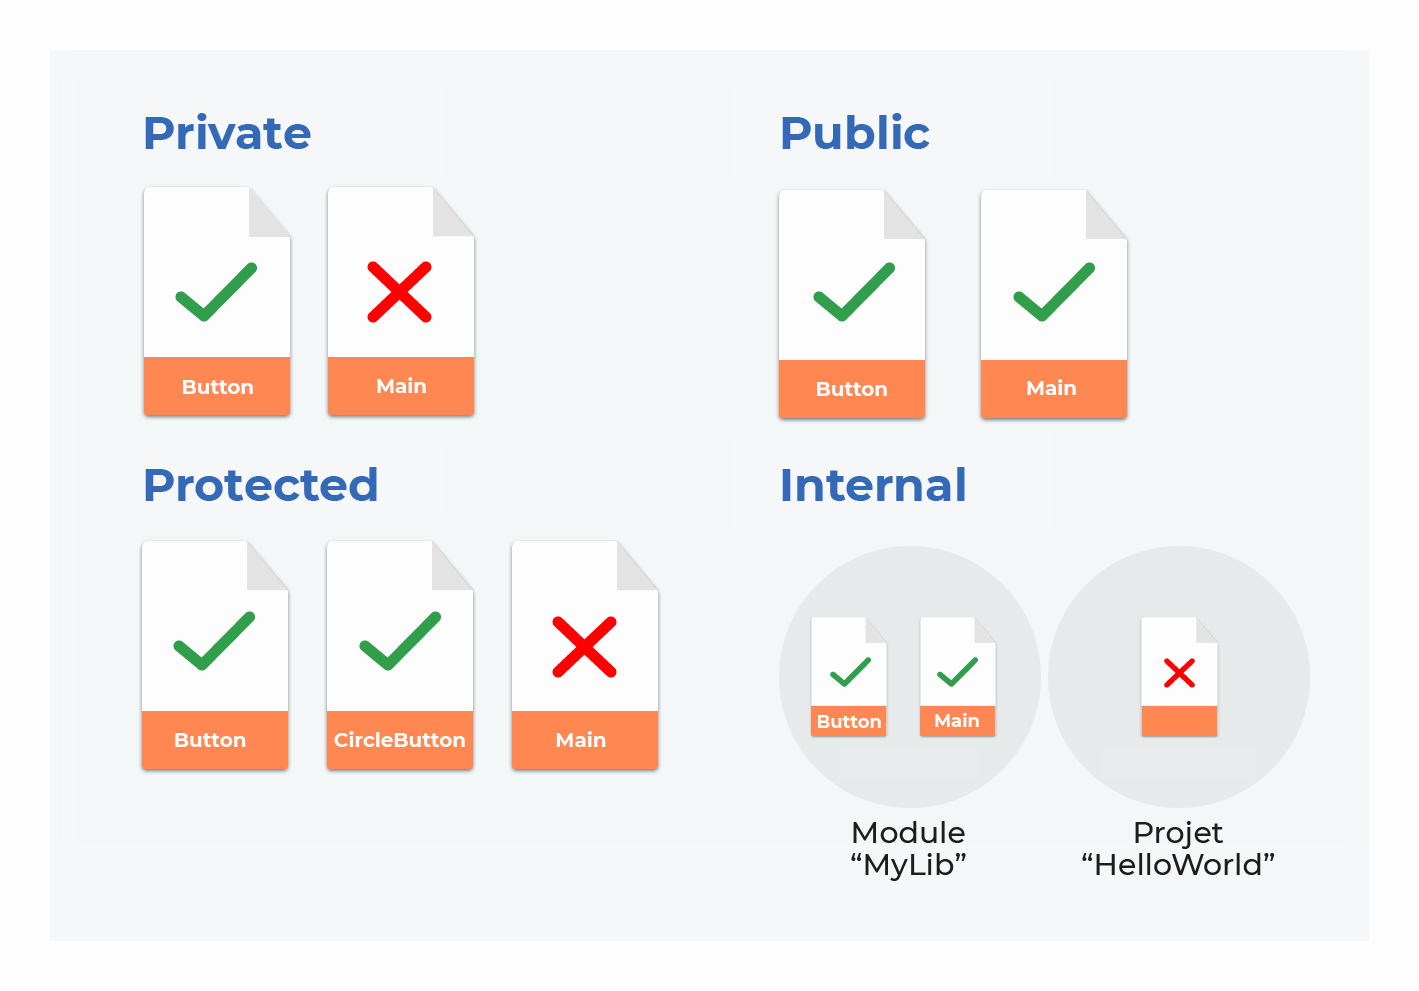 Private
Button
Main
Public
Button
Main
Protected
Button
CircleButton
Main
Internal
Button
Main
Module
“MyLib”
Projet
“HelloWorld”